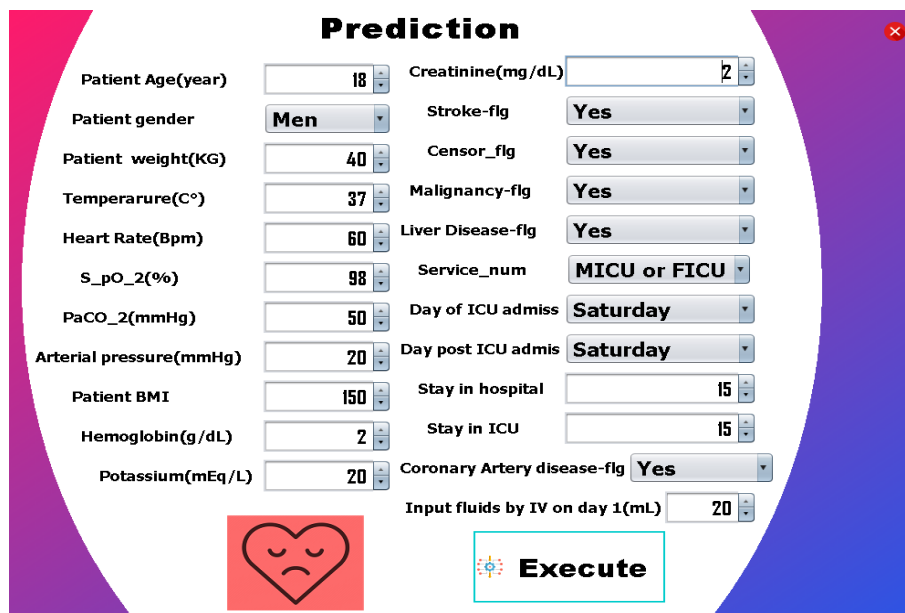 Prediction
Patient Age(year) 18
Patient gender Men
Patient weight(KG) 40
Temperarure(C°) 37
Heart Rate(Bpm) 60
S_pO_2(%) 98
PaCO_2(mmHg) 50
Arterial pressure(mmHg) 20
Patient BMI 150
Hemoglobin(g/dL) 2
Potassium(mEq/L) 20
Creatinine(mg/dL) 2
Stroke-flg Yes
Censor_flg Yes
Malignancy-flg Yes
Liver Disease-flg Yes
Service_num MICU or FICU
Day of ICU admiss Saturday
Day post ICU admis Saturday
Stay in hospital 15
Stay in ICU 15
Coronary Artery disease-flg Yes
Input fluids by IV on day 1(mL) 20
Execute